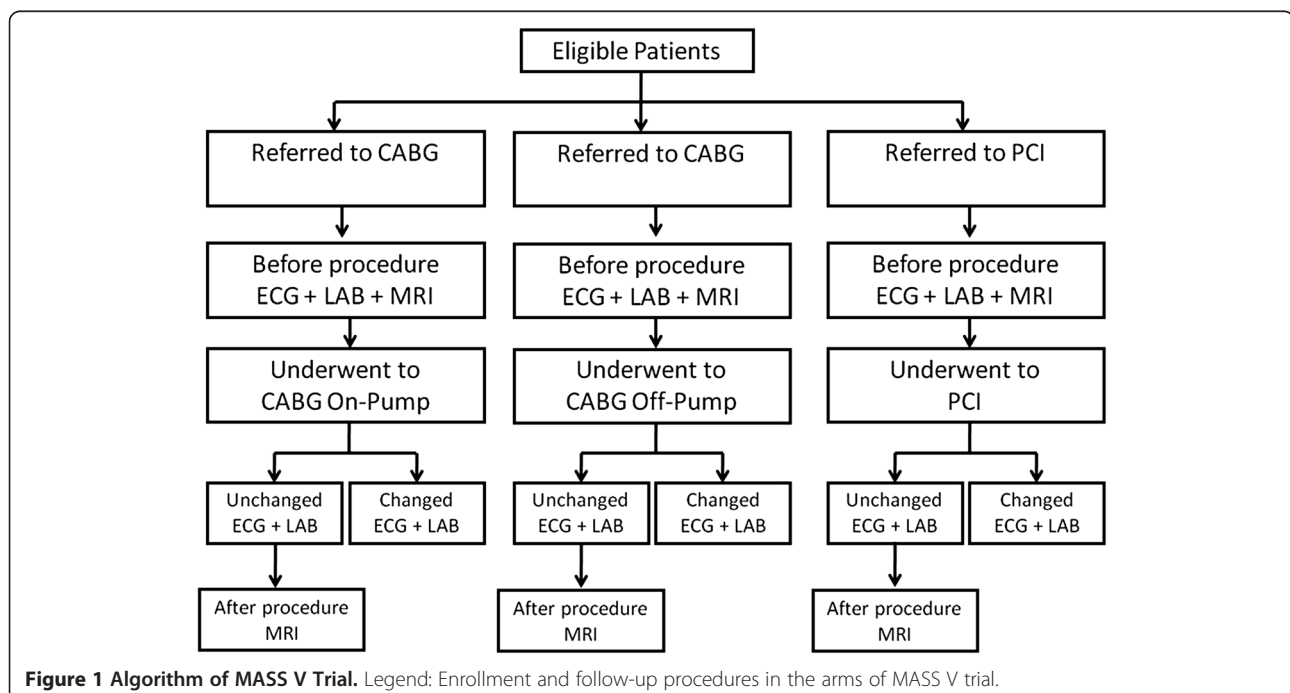 Eligible Patients
Referred to CABG
Referred to CABG
Referred to PCI
Before procedure
ECG + LAB + MRI
Before procedure
ECG + LAB + MRI
Before procedure
ECG + LAB + MRI
Underwent to
CABG On-Pump
Underwent to
CABG Off-Pump
Underwent to
PCI
Unchanged
ECG + LAB
Changed
ECG + LAB
Unchanged
ECG + LAB
Changed
ECG + LAB
Unchanged
ECG + LAB
Changed
ECG + LAB
After procedure
MRI
After procedure
MRI
After procedure
MRI
Figure 1 Algorithm of MASS V Trial. Legend: Enrollment and follow-up procedures in the arms of MASS V trial.